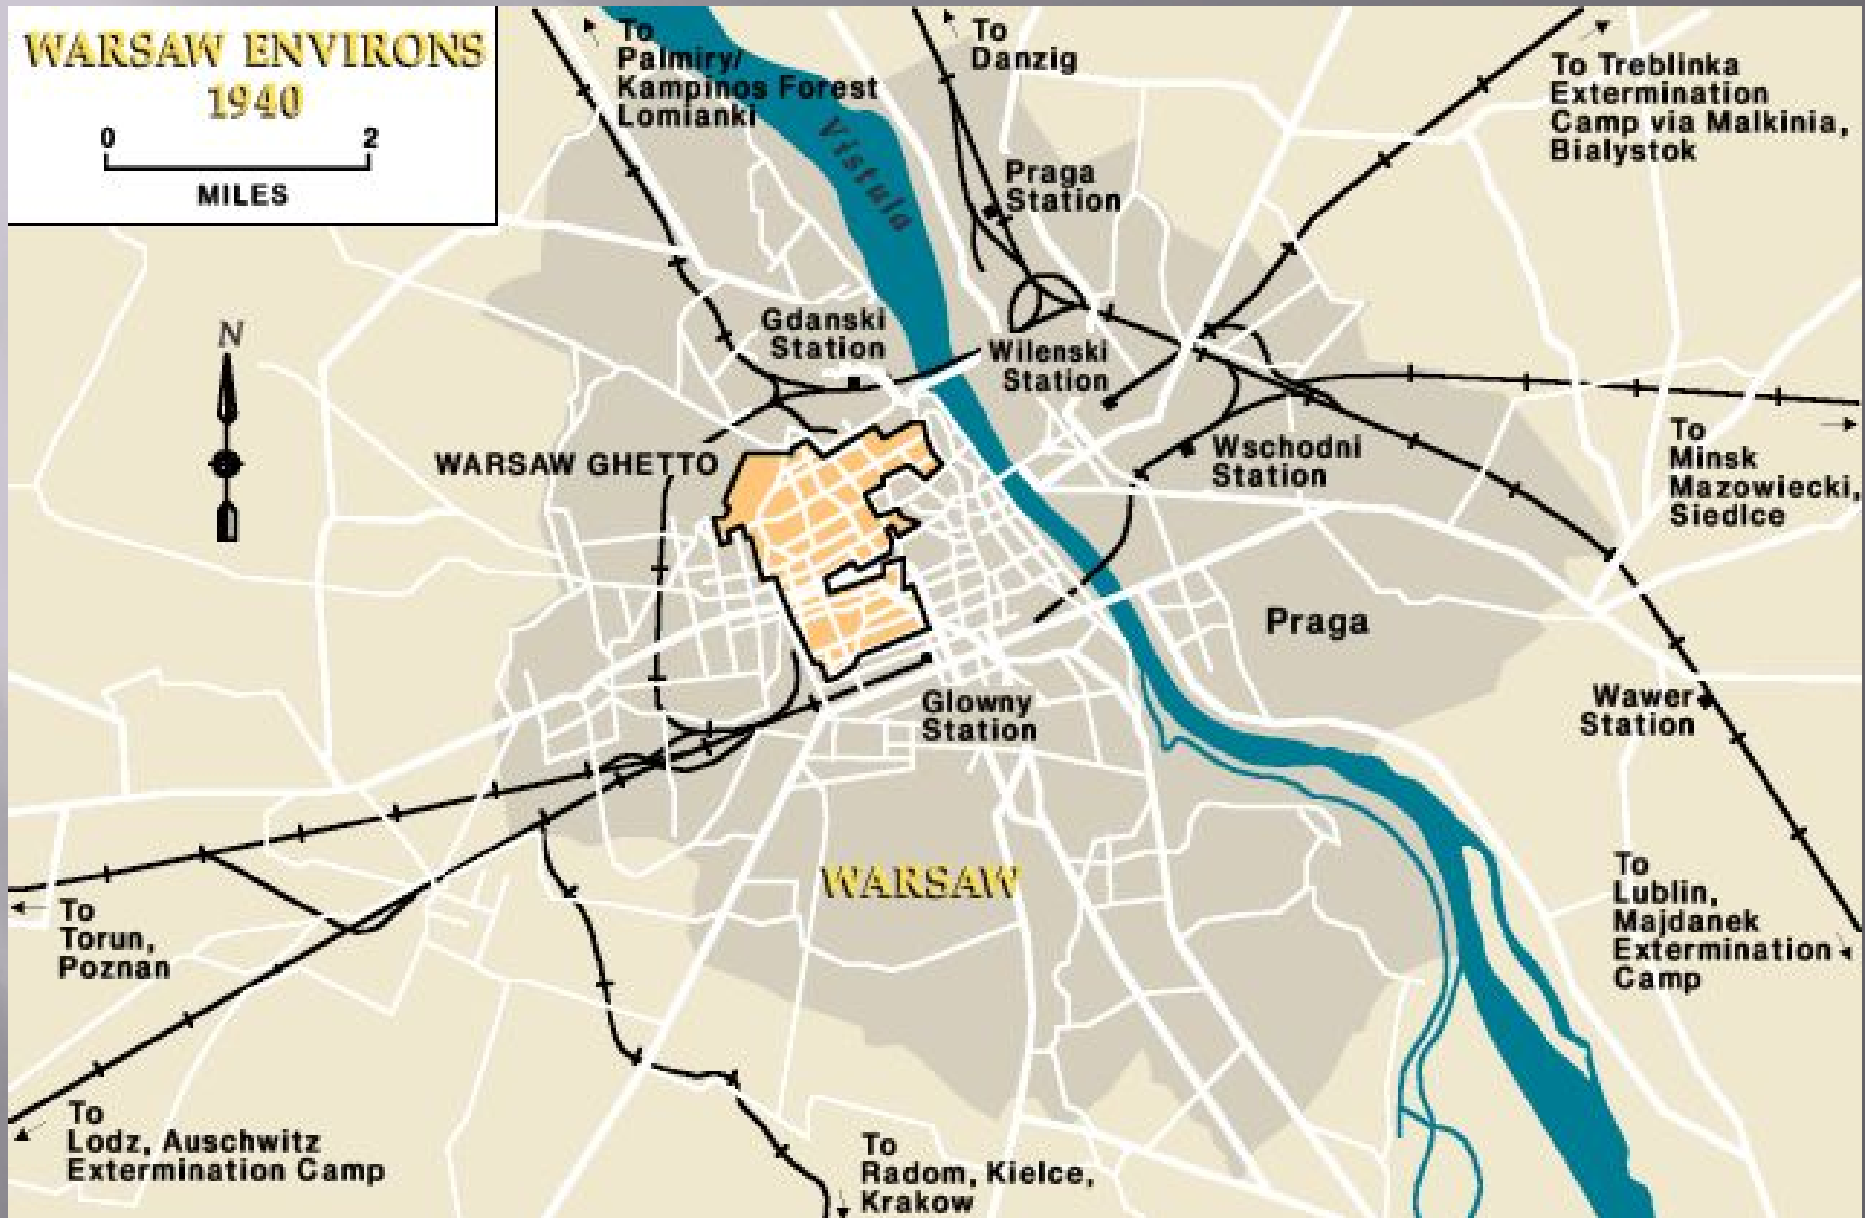 WARSAW ENVIRONS
1940
0 2
MILES
To
Palmiry/
Kampinos Forest
Lomianki
To
Danzig
To Treblinka
Extermination
Camp via Malkinia,
Bialystok
Vistula
Praga
Station
N
Gdanski
Station
Wilenski
Station
WARSAW GHETTO
Wschodni
Station
To
Minsk
Mazowiecki,
Siedlce
Praga
Glowny
Station
Wawer
Station
WARSAW
To
Lublin,
Majdanek
Extermination
Camp
To
Torun,
Poznan
To
Lodz, Auschwitz
Extermination Camp
To
Radom, Kielce,
Krakow